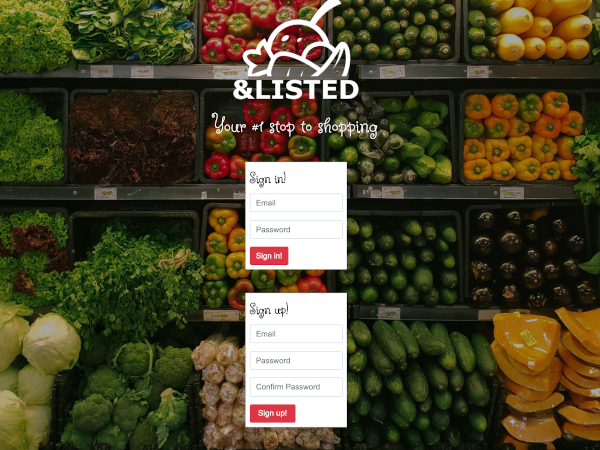 &LISTED
Your #1 stop to shopping
Sign in!
Email
Password
Sign in!
Sign up!
Email
Password
Confirm Password
Sign up!